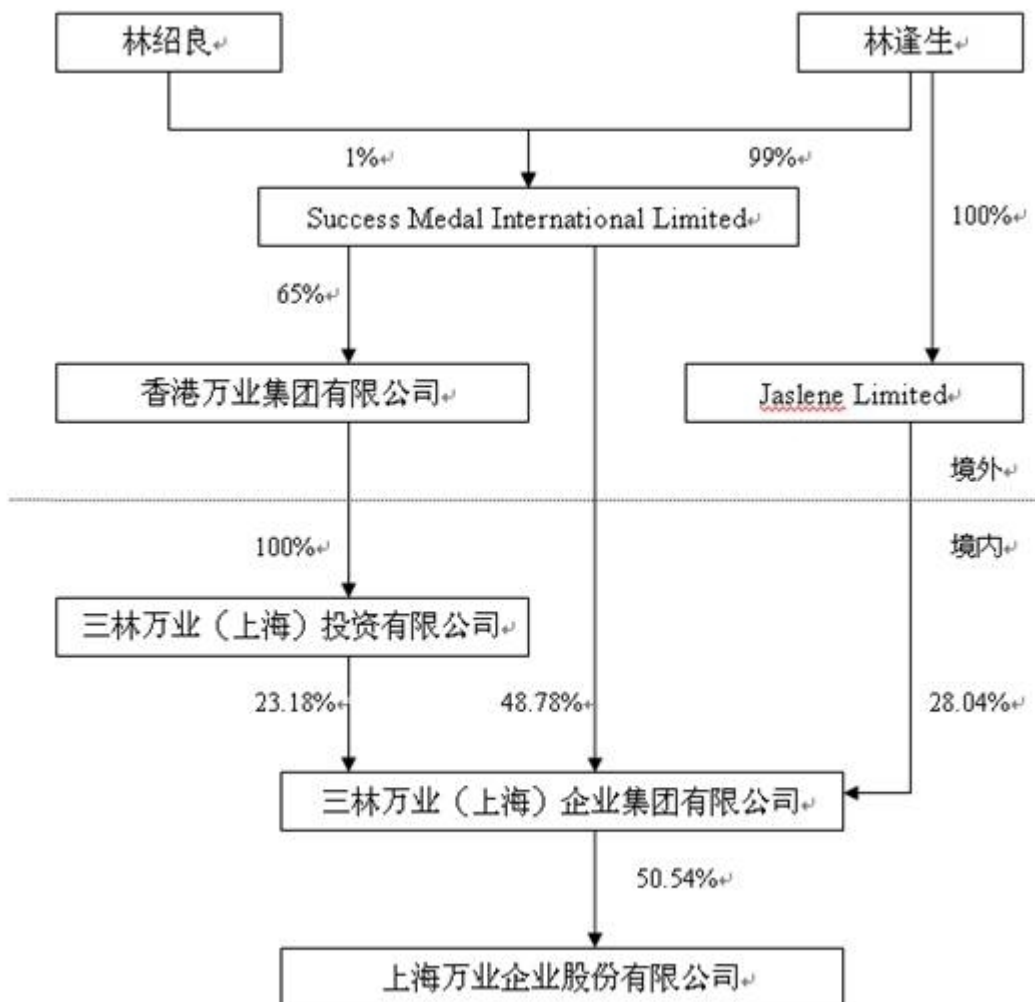 林绍良
林逢生
1%
99%
Success Medal International Limited
100%
65%
香港万业集团有限公司
Jaslene Limited
境外
境内
100%
三林万业（上海）投资有限公司
23.18%
48.78%
28.04%
三林万业（上海）企业集团有限公司
50.54%
上海万业企业股份有限公司